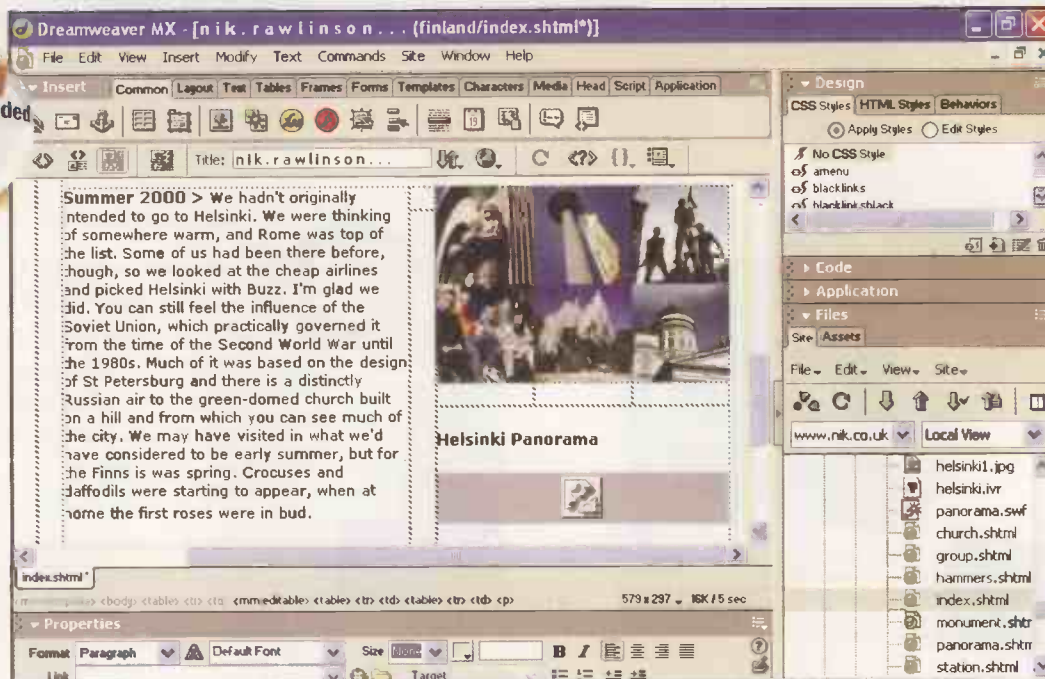 Dreamweaver MX - [nik.rawlinson... (finland/index.shtml*)]
File Edit View Insert Modify Text Commands Site Window Help
Insert Common Layout Text Tables Frames Forms Templates Characters Media Head Script Application
ded
Title: nik.rawlinson...
Summer 2000 > We hadn't originally
ntended to go to Helsinki. We were thinking
of somewhere warm, and Rome was top of
the list. Some of us had been there before,
though, so we looked at the cheap airlines
and picked Helsinki with Buzz. I'm glad we
did. You can still feel the influence of the
Soviet Union, which practically governed it
from the time of the Second World War until
the 1980s. Much of it was based on the design
of St Petersburg and there is a distinctly
Russian air to the green-domed church built
on a hill and from which you can see much of
the city. We may have visited in what we'd
have considered to be early summer, but for
the Finns is was spring. Crocuses and
daffodils were starting to appear, when at
home the first roses were in bud.
Helsinki Panorama
index.shtml*
<body> <table> <tr> <td> <mm:editable> <table> <tr> <td> <table> <tr> <td> <p>
579 x 297 16K / 5 sec
Properties
Format Paragraph Default Font Size None B I
Link Target
Design
CSS Styles HTML Styles Behaviors
Apply Styles Edit Styles
No CSS Style
amenu
blacklinks
blacklinksblack
Code
Application
Files
Site Assets
File Edit View Site
www.nik.co.uk Local View
helsinki1.jpg
helsinki.ivr
panorama.swf
church.shtml
group.shtml
hammers.shtml
index.shtml
monument.shtm
panorama.shtm
station.shtml